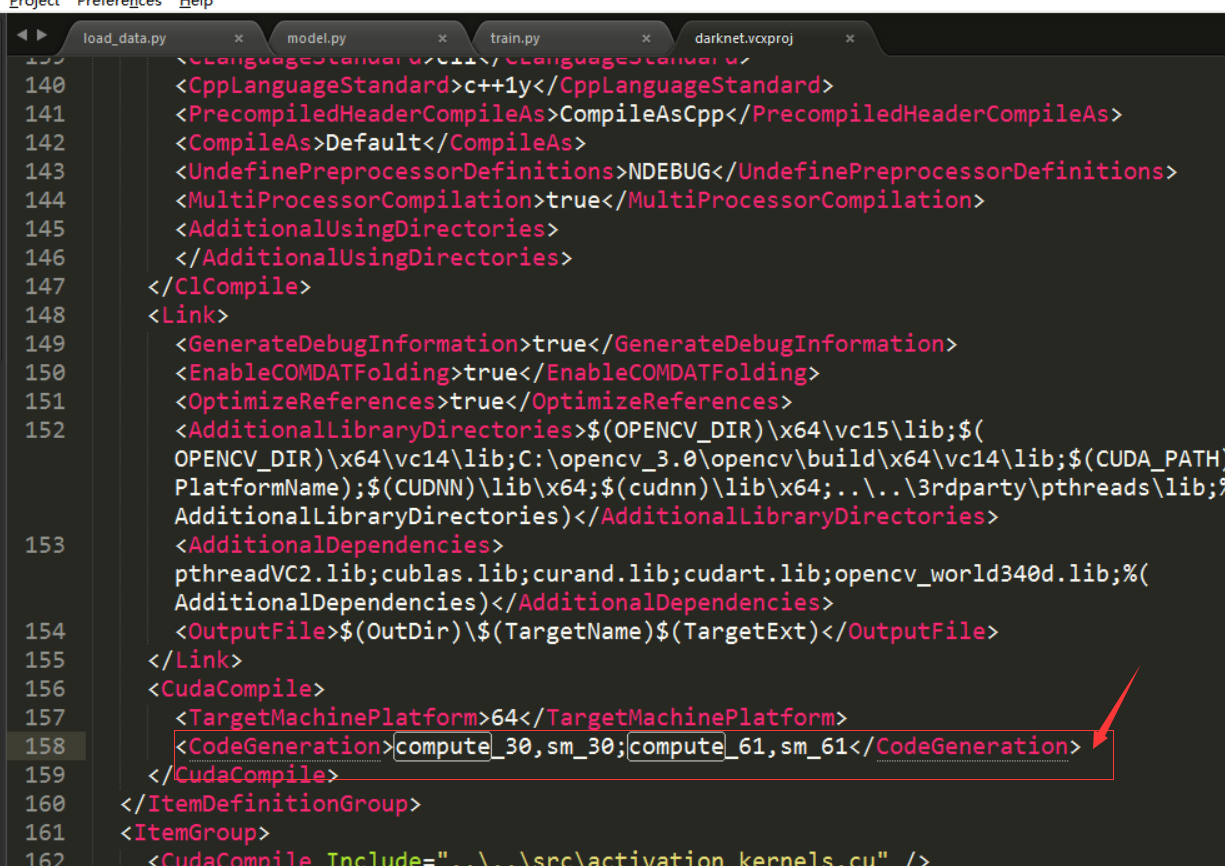 Project Preferences Help
load_data.py × model.py × train.py × darknet.vcxproj ×
139 <CLanguageStandard>c11</CLanguageStandard>
140 <CppLanguageStandard>c++1y</CppLanguageStandard>
141 <PrecompiledHeaderCompileAs>CompileAsCpp</PrecompiledHeaderCompileAs>
142 <CompileAs>Default</CompileAs>
143 <UndefinePreprocessorDefinitions>NDEBUG</UndefinePreprocessorDefinitions>
144 <MultiProcessorCompilation>true</MultiProcessorCompilation>
145 <AdditionalUsingDirectories>
146 </AdditionalUsingDirectories>
147 </ClCompile>
148 <Link>
149 <GenerateDebugInformation>true</GenerateDebugInformation>
150 <EnableCOMDATFolding>true</EnableCOMDATFolding>
151 <OptimizeReferences>true</OptimizeReferences>
152 <AdditionalLibraryDirectories>$(OPENCV_DIR)\x64\vc15\lib;$(
OPENCV_DIR)\x64\vc14\lib;C:\opencv_3.0\opencv\build\x64\vc14\lib;$(CUDA_PATH)
PlatformName);$(CUDNN)\lib\x64;$(cudnn)\lib\x64;..\..\3rdparty\pthreads\lib;%
AdditionalLibraryDirectories)</AdditionalLibraryDirectories>
153 <AdditionalDependencies>
pthreadVC2.lib;cublas.lib;curand.lib;cudart.lib;opencv_world340d.lib;%(
AdditionalDependencies)</AdditionalDependencies>
154 <OutputFile>$(OutDir)\$(TargetName)$(TargetExt)</OutputFile>
155 </Link>
156 <CudaCompile>
157 <TargetMachinePlatform>64</TargetMachinePlatform>
158 <CodeGeneration>compute_30,sm_30;compute_61,sm_61</CodeGeneration>
159 </CudaCompile>
160 </ItemDefinitionGroup>
161 <ItemGroup>
162 <CudaCompile Include="..\..\src\activation_kernels.cu" />